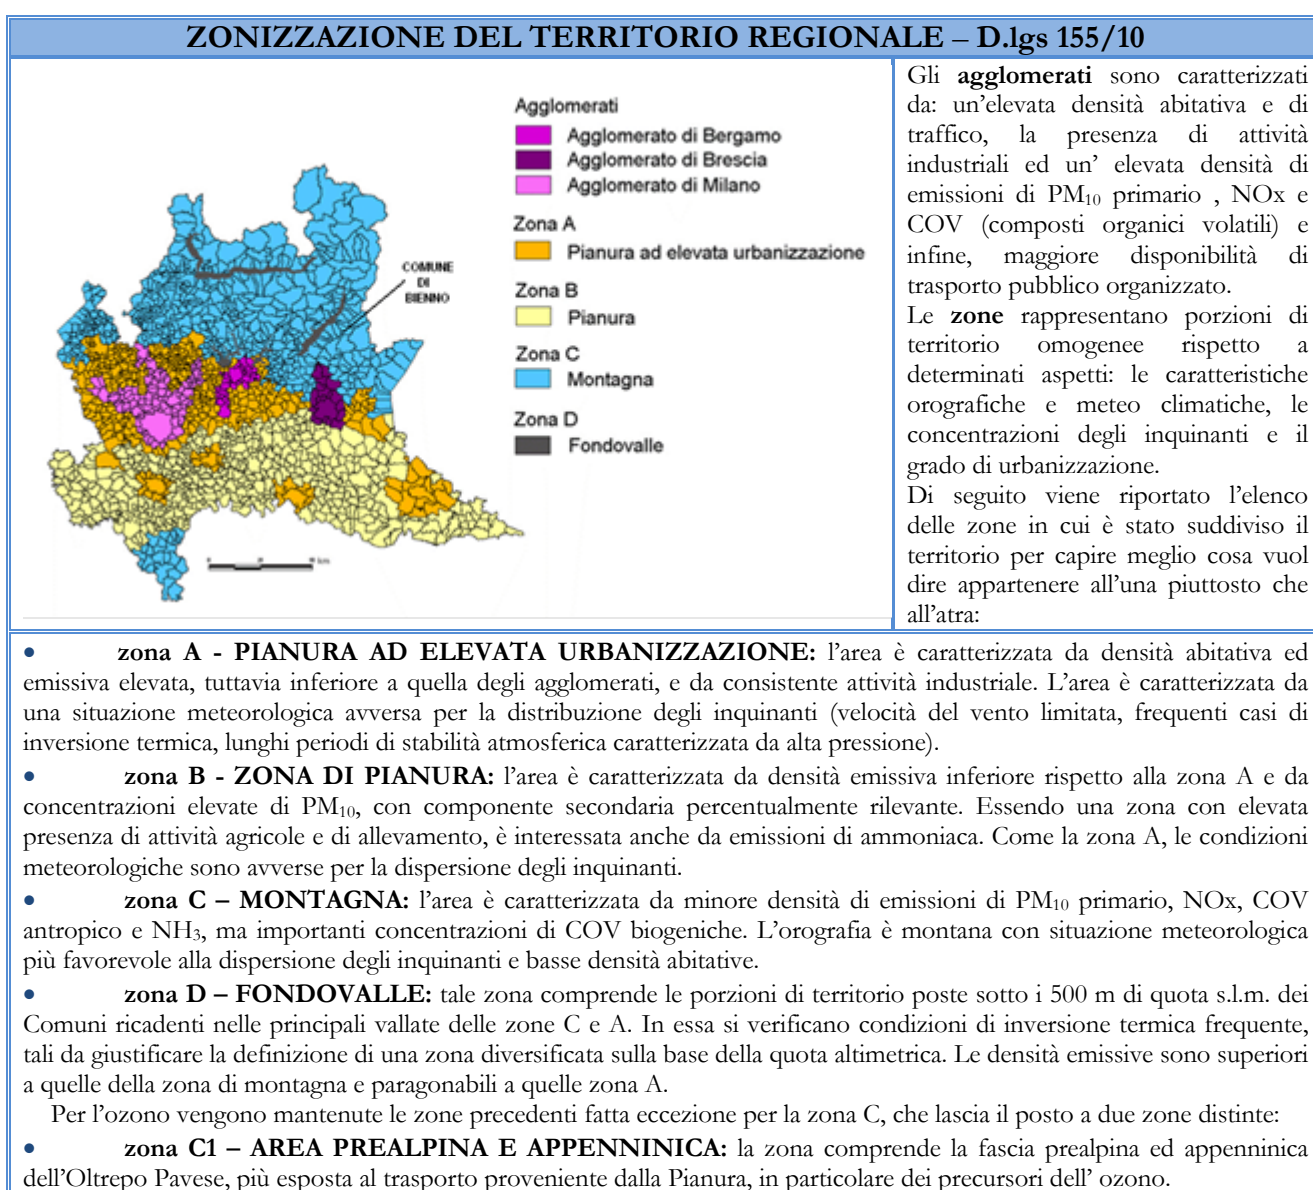 ZONIZZAZIONE DEL TERRITORIO REGIONALE – D.lgs 155/10
Agglomerati
Agglomerato di Bergamo
Agglomerato di Brescia
Agglomerato di Milano
Zona A
Pianura ad elevata urbanizzazione
Zona B
Pianura
Zona C
Montagna
Zona D
Fondovalle
COMUNE
DI
BIENNO
km
Gli agglomerati sono caratterizzati
da: un’elevata densità abitativa e di
traffico, la presenza di attività
industriali ed un’ elevata densità di
emissioni di PM10 primario , NOx e
COV (composti organici volatili) e
infine, maggiore disponibilità di
trasporto pubblico organizzato.
Le zone rappresentano porzioni di
territorio omogenee rispetto a
determinati aspetti: le caratteristiche
orografiche e meteo climatiche, le
concentrazioni degli inquinanti e il
grado di urbanizzazione.
Di seguito viene riportato l’elenco
delle zone in cui è stato suddiviso il
territorio per capire meglio cosa vuol
dire appartenere all’una piuttosto che
all’atra:
• zona A - PIANURA AD ELEVATA URBANIZZAZIONE: l’area è caratterizzata da densità abitativa ed
emissiva elevata, tuttavia inferiore a quella degli agglomerati, e da consistente attività industriale. L’area è caratterizzata da
una situazione meteorologica avversa per la distribuzione degli inquinanti (velocità del vento limitata, frequenti casi di
inversione termica, lunghi periodi di stabilità atmosferica caratterizzata da alta pressione).
• zona B - ZONA DI PIANURA: l’area è caratterizzata da densità emissiva inferiore rispetto alla zona A e da
concentrazioni elevate di PM10, con componente secondaria percentualmente rilevante. Essendo una zona con elevata
presenza di attività agricole e di allevamento, è interessata anche da emissioni di ammoniaca. Come la zona A, le condizioni
meteorologiche sono avverse per la dispersione degli inquinanti.
• zona C – MONTAGNA: l’area è caratterizzata da minore densità di emissioni di PM10 primario, NOx, COV
antropico e NH3, ma importanti concentrazioni di COV biogeniche. L’orografia è montana con situazione meteorologica
più favorevole alla dispersione degli inquinanti e basse densità abitative.
• zona D – FONDOVALLE: tale zona comprende le porzioni di territorio poste sotto i 500 m di quota s.l.m. dei
Comuni ricadenti nelle principali vallate delle zone C e A. In essa si verificano condizioni di inversione termica frequente,
tali da giustificare la definizione di una zona diversificata sulla base della quota altimetrica. Le densità emissive sono superiori
a quelle della zona di montagna e paragonabili a quelle zona A.
Per l’ozono vengono mantenute le zone precedenti fatta eccezione per la zona C, che lascia il posto a due zone distinte:
• zona C1 – AREA PREALPINA E APPENNINICA: la zona comprende la fascia prealpina ed appenninica
dell’Oltrepo Pavese, più esposta al trasporto proveniente dalla Pianura, in particolare dei precursori dell’ ozono.